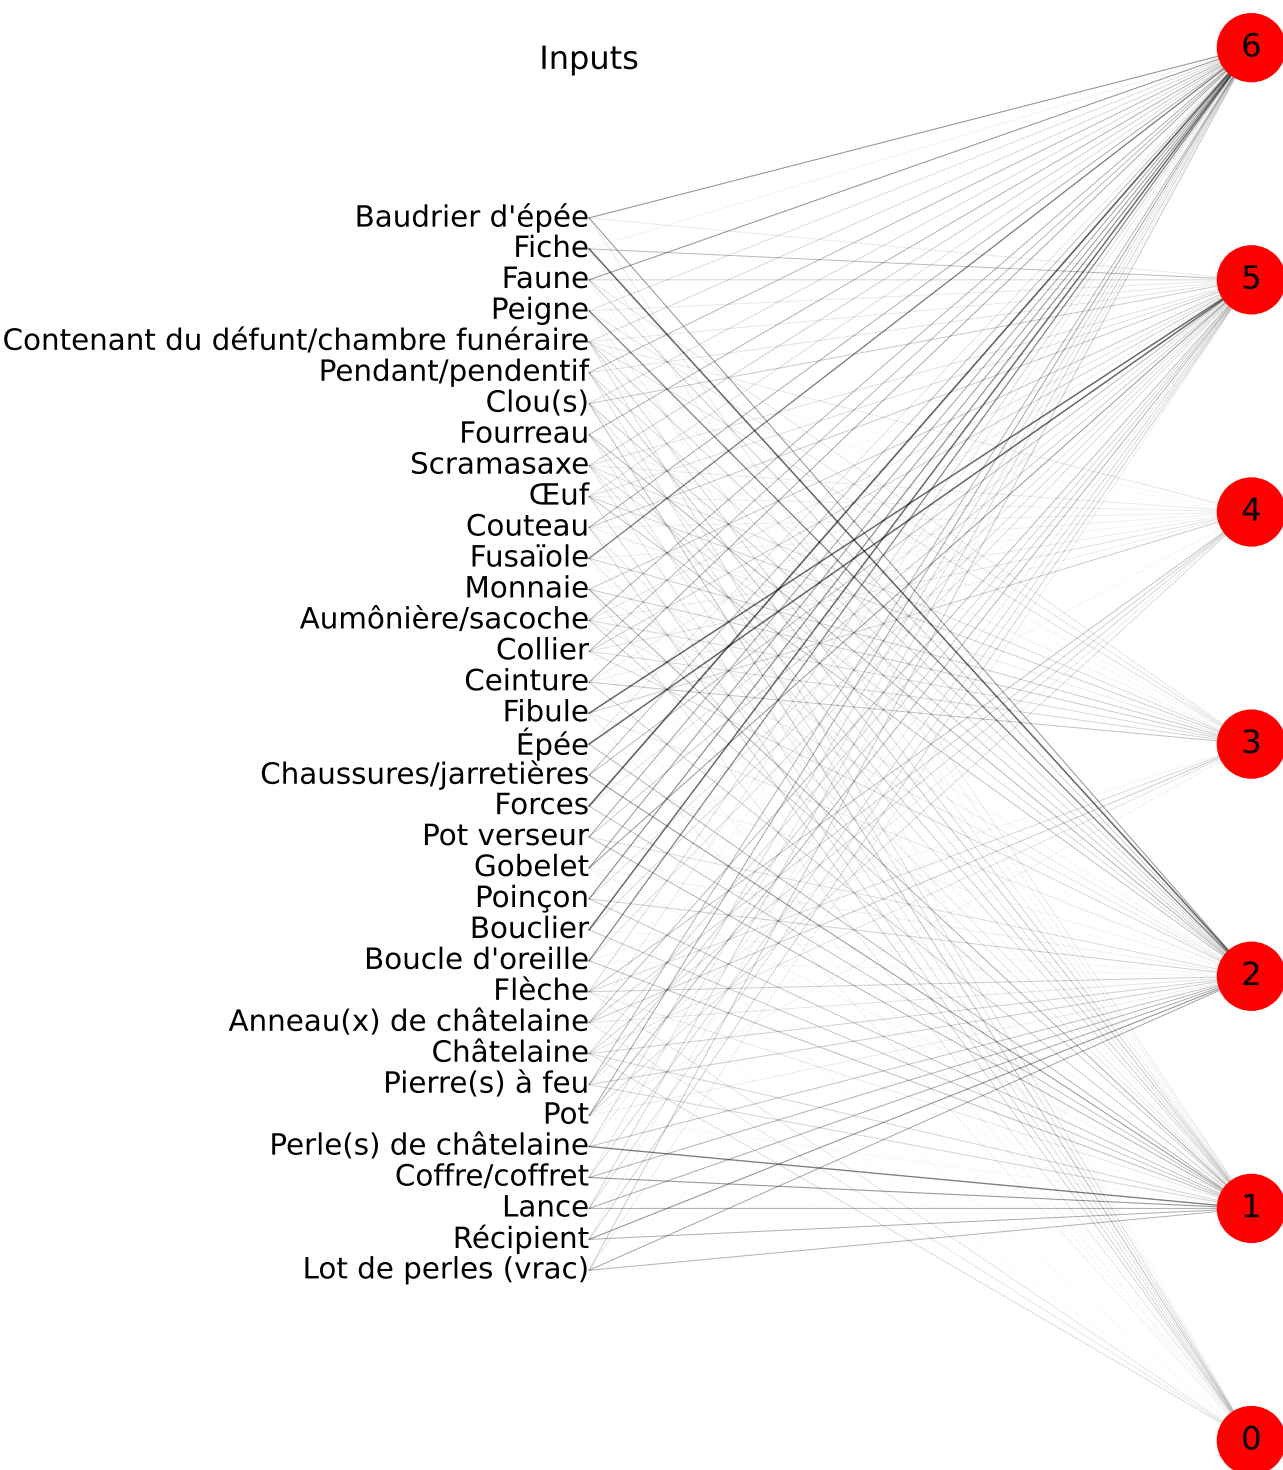 Inputs
Baudrier d'épée
Fiche
Faune
Peigne
Contenant du défunt/chambre funéraire
Pendant/pendentif
Clou(s)
Fourreau
Scramasaxe
Œuf
Couteau
Fusaïole
Monnaie
Aumônière/sacoche
Collier
Ceinture
Fibule
Épée
Chaussures/jarretières
Forces
Pot verseur
Gobelet
Poinçon
Bouclier
Boucle d'oreille
Flèche
Anneau(x) de châtelaine
Châtelaine
Pierre(s) à feu
Pot
Perle(s) de châtelaine
Coffre/coffret
Lance
Récipient
Lot de perles (vrac)
6
5
4
3
2
1
0